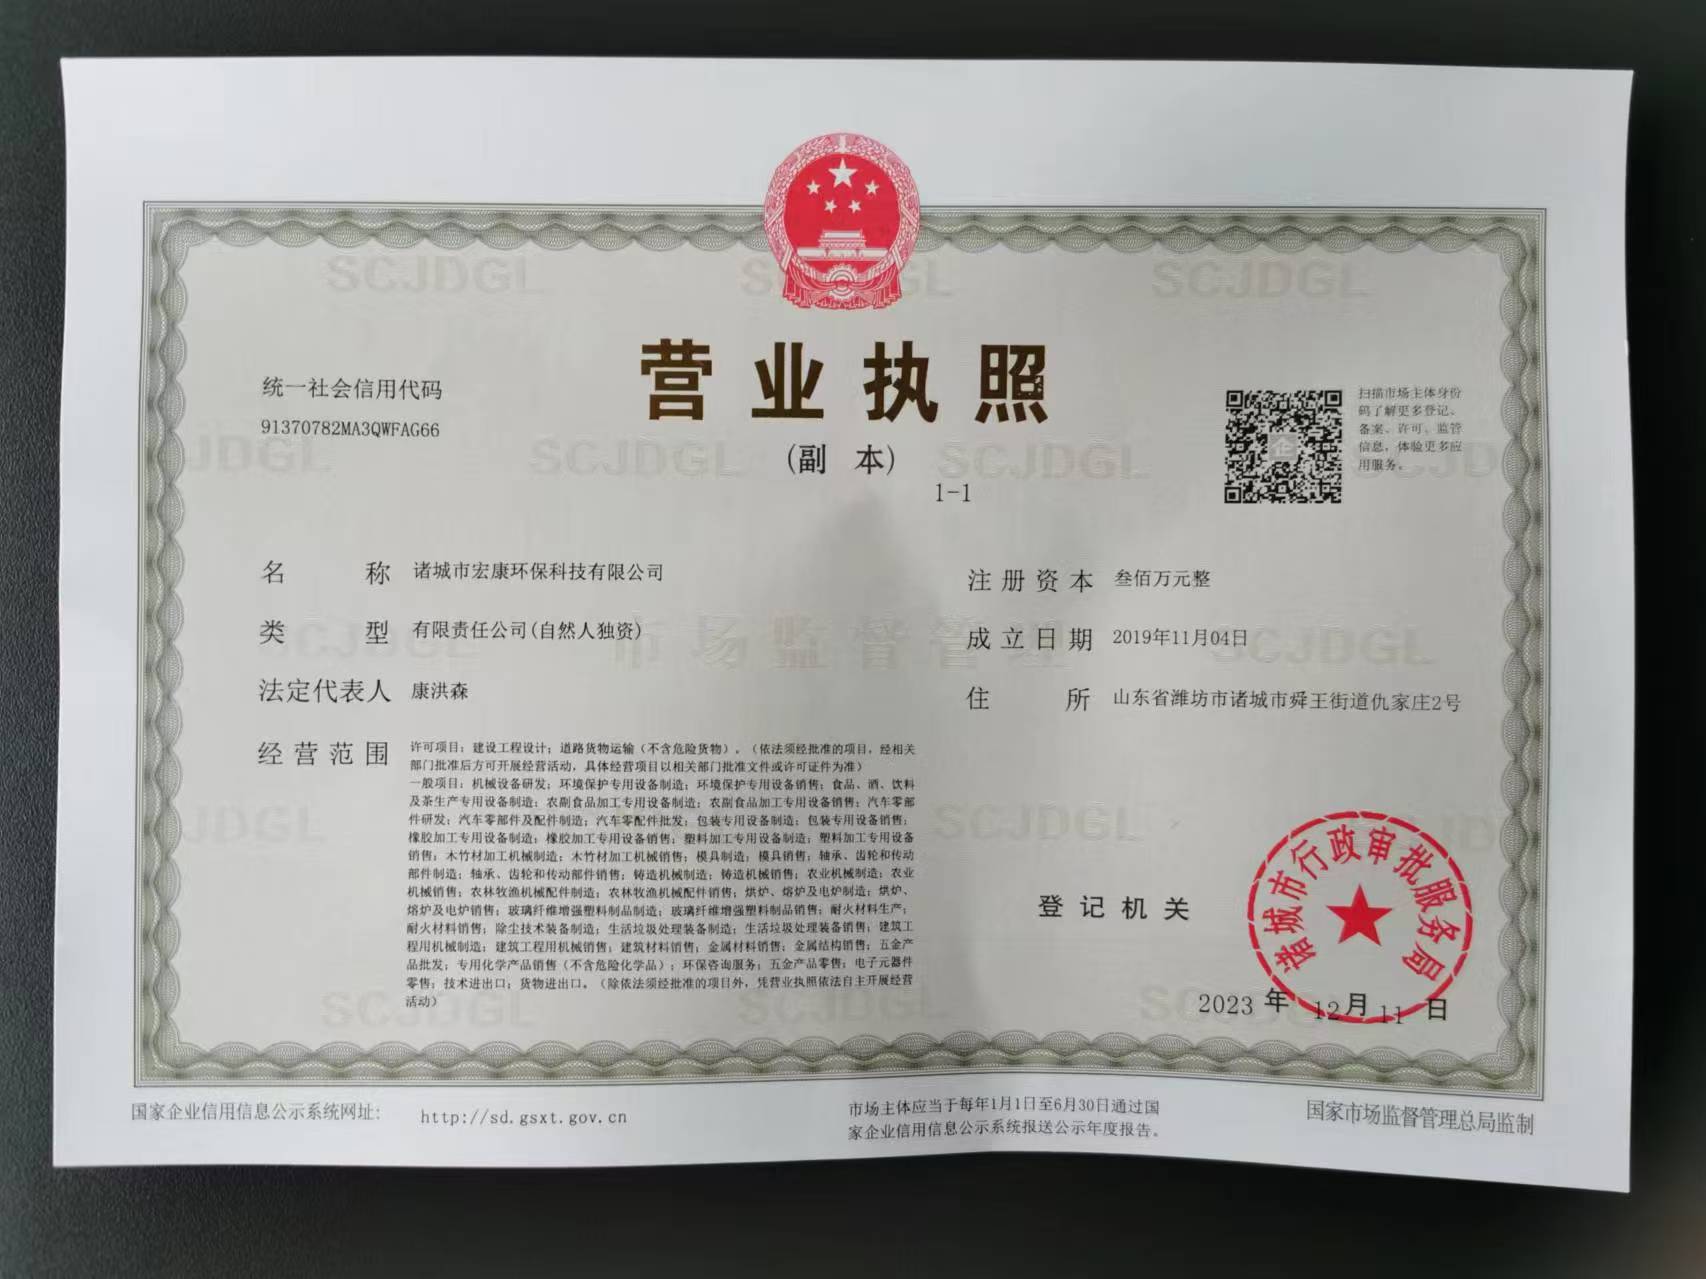 营业执照
(副 本)
1-1
统一社会信用代码
91370782MA3QWFAG66
扫描市场主体身份
码了解更多登记、
备案、许可、监管
信息，体验更多应
用服务。
名 称 诸城市宏康环保科技有限公司
类 型 有限责任公司(自然人独资)
法定代表人 康洪森
经营范围 许可项目：建设工程设计；道路货物运输（不含危险货物）。（依法须经批准的项目，经相关
部门批准后方可开展经营活动，具体经营项目以相关部门批准文件或许可证件为准）
一般项目：机械设备研发；环境保护专用设备制造；环境保护专用设备销售；食品、酒、饮料
及茶生产专用设备制造；农副食品加工专用设备制造；农副食品加工专用设备销售；汽车零部
件研发；汽车零部件及配件制造；汽车零配件批发；包装专用设备制造；包装专用设备销售；
橡胶加工专用设备制造；橡胶加工专用设备销售；塑料加工专用设备制造；塑料加工专用设备
销售；木竹材加工机械制造；木竹材加工机械销售；模具制造；模具销售；轴承、齿轮和传动
部件制造；轴承、齿轮和传动部件销售；铸造机械制造；铸造机械销售；农业机械制造；农业
机械销售；农林牧渔机械配件制造；农林牧渔机械配件销售；烘炉、熔炉及电炉制造；烘炉、
熔炉及电炉销售；玻璃纤维增强塑料制品制造；玻璃纤维增强塑料制品销售；耐火材料生产；
耐火材料销售；除尘技术装备制造；生活垃圾处理装备制造；生活垃圾处理装备销售；建筑工
程用机械制造；建筑工程用机械销售；建筑材料销售；金属材料销售；金属结构销售；五金产
品批发；专用化学产品销售（不含危险化学品）；环保咨询服务；五金产品零售；电子元器件
零售；技术进出口；货物进出口。（除依法须经批准的项目外，凭营业执照依法自主开展经营
活动）
注册资本 叁佰万元整
成立日期 2019年11月04日
住 所 山东省潍坊市诸城市舜王街道仇家庄2号
登记机关
诸城市行政审批服务局
2023 年 12 月 11 日
SCJDGL
市场监督管理
国家企业信用信息公示系统网址: http://sd.gsxt.gov.cn
市场主体应当于每年1月1日至6月30日通过国
家企业信用信息公示系统报送公示年度报告。
国家市场监督管理总局监制